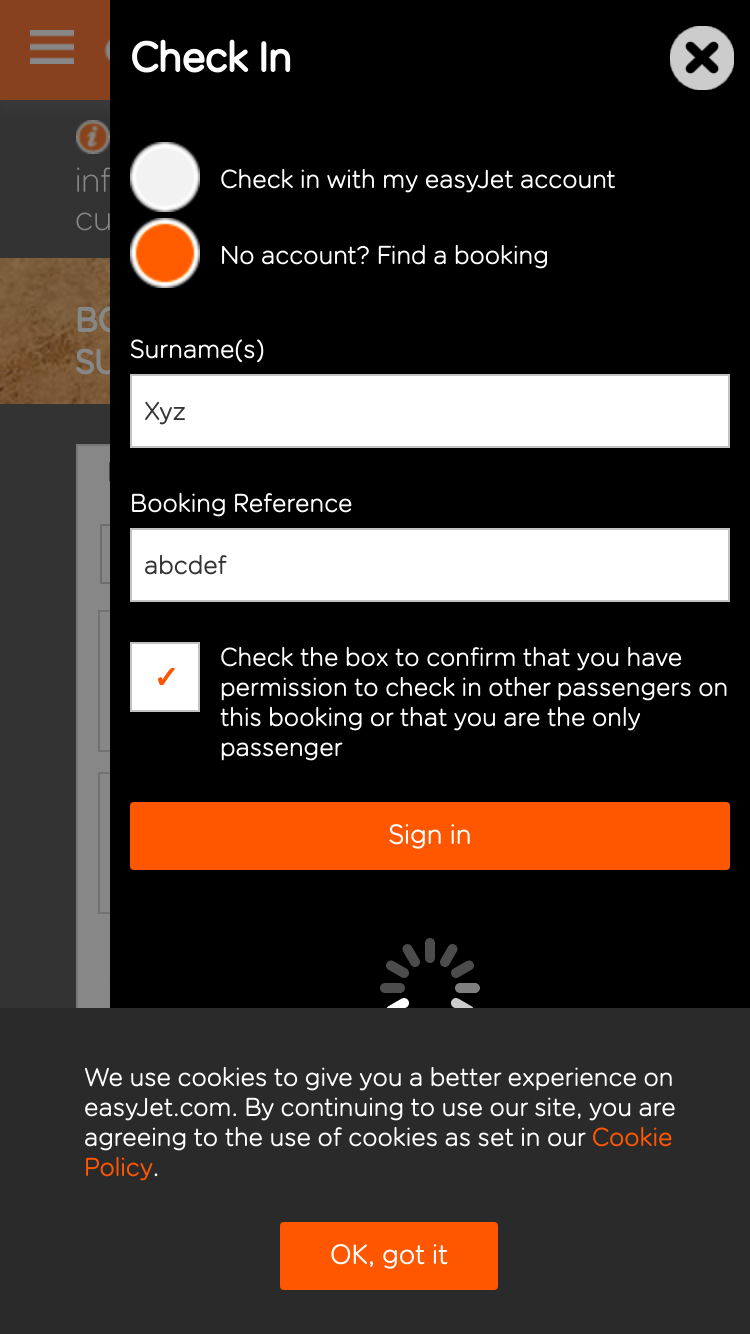 Check In
Check in with my easyJet account
No account? Find a booking
inf
cu
BO
SU
Surname(s)
Xyz
Booking Reference
abcdef
Check the box to confirm that you have
permission to check in other passengers on
this booking or that you are the only
passenger
Sign in
We use cookies to give you a better experience on
easyJet.com. By continuing to use our site, you are
agreeing to the use of cookies as set in our Cookie
Policy.
OK, got it